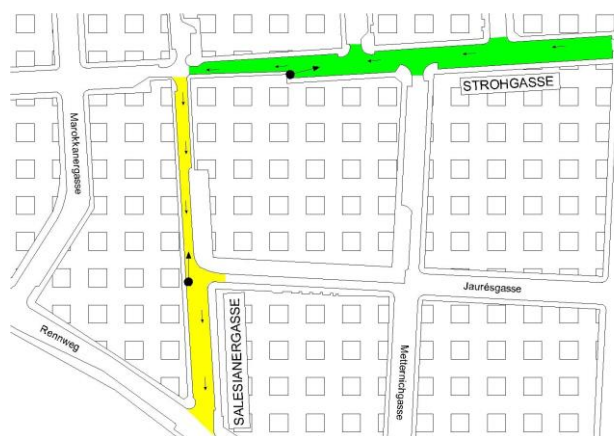 STROHGASSE
Marokkanergasse
Jaurésgasse
Rennweg
SALESIANERGASSE
Metternichgasse